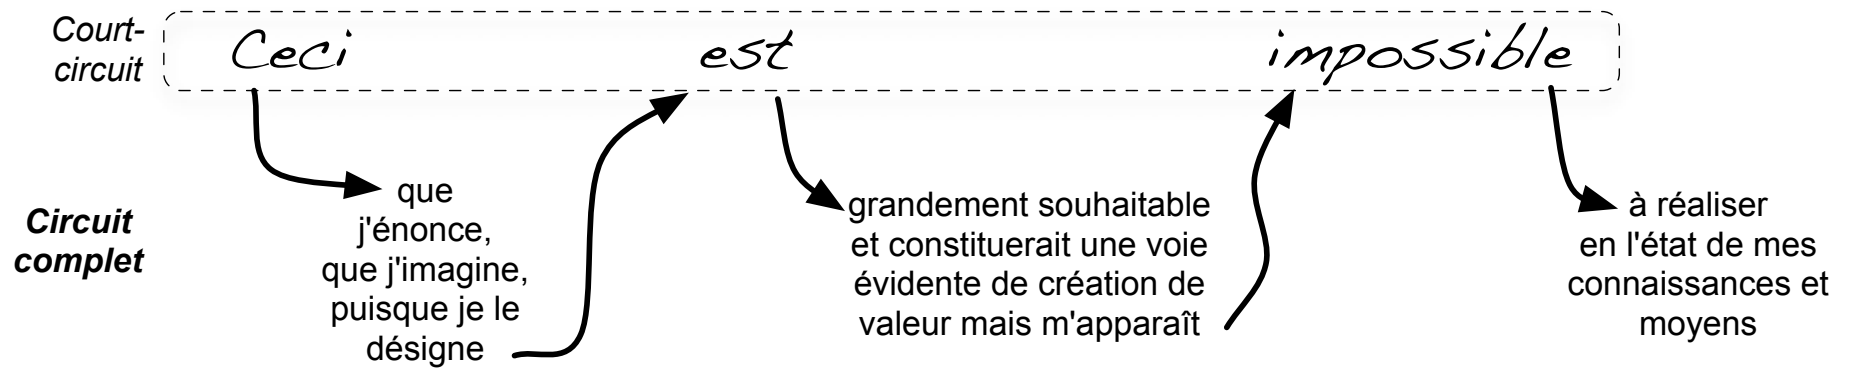 Court-
circuit
Ceci est impossible
Circuit
complet
que
j'énonce,
que j'imagine,
puisque je le
désigne
grandement souhaitable
et constituerait une voie
évidente de création de
valeur mais m'apparaît
à réaliser
en l'état de mes
connaissances et
moyens